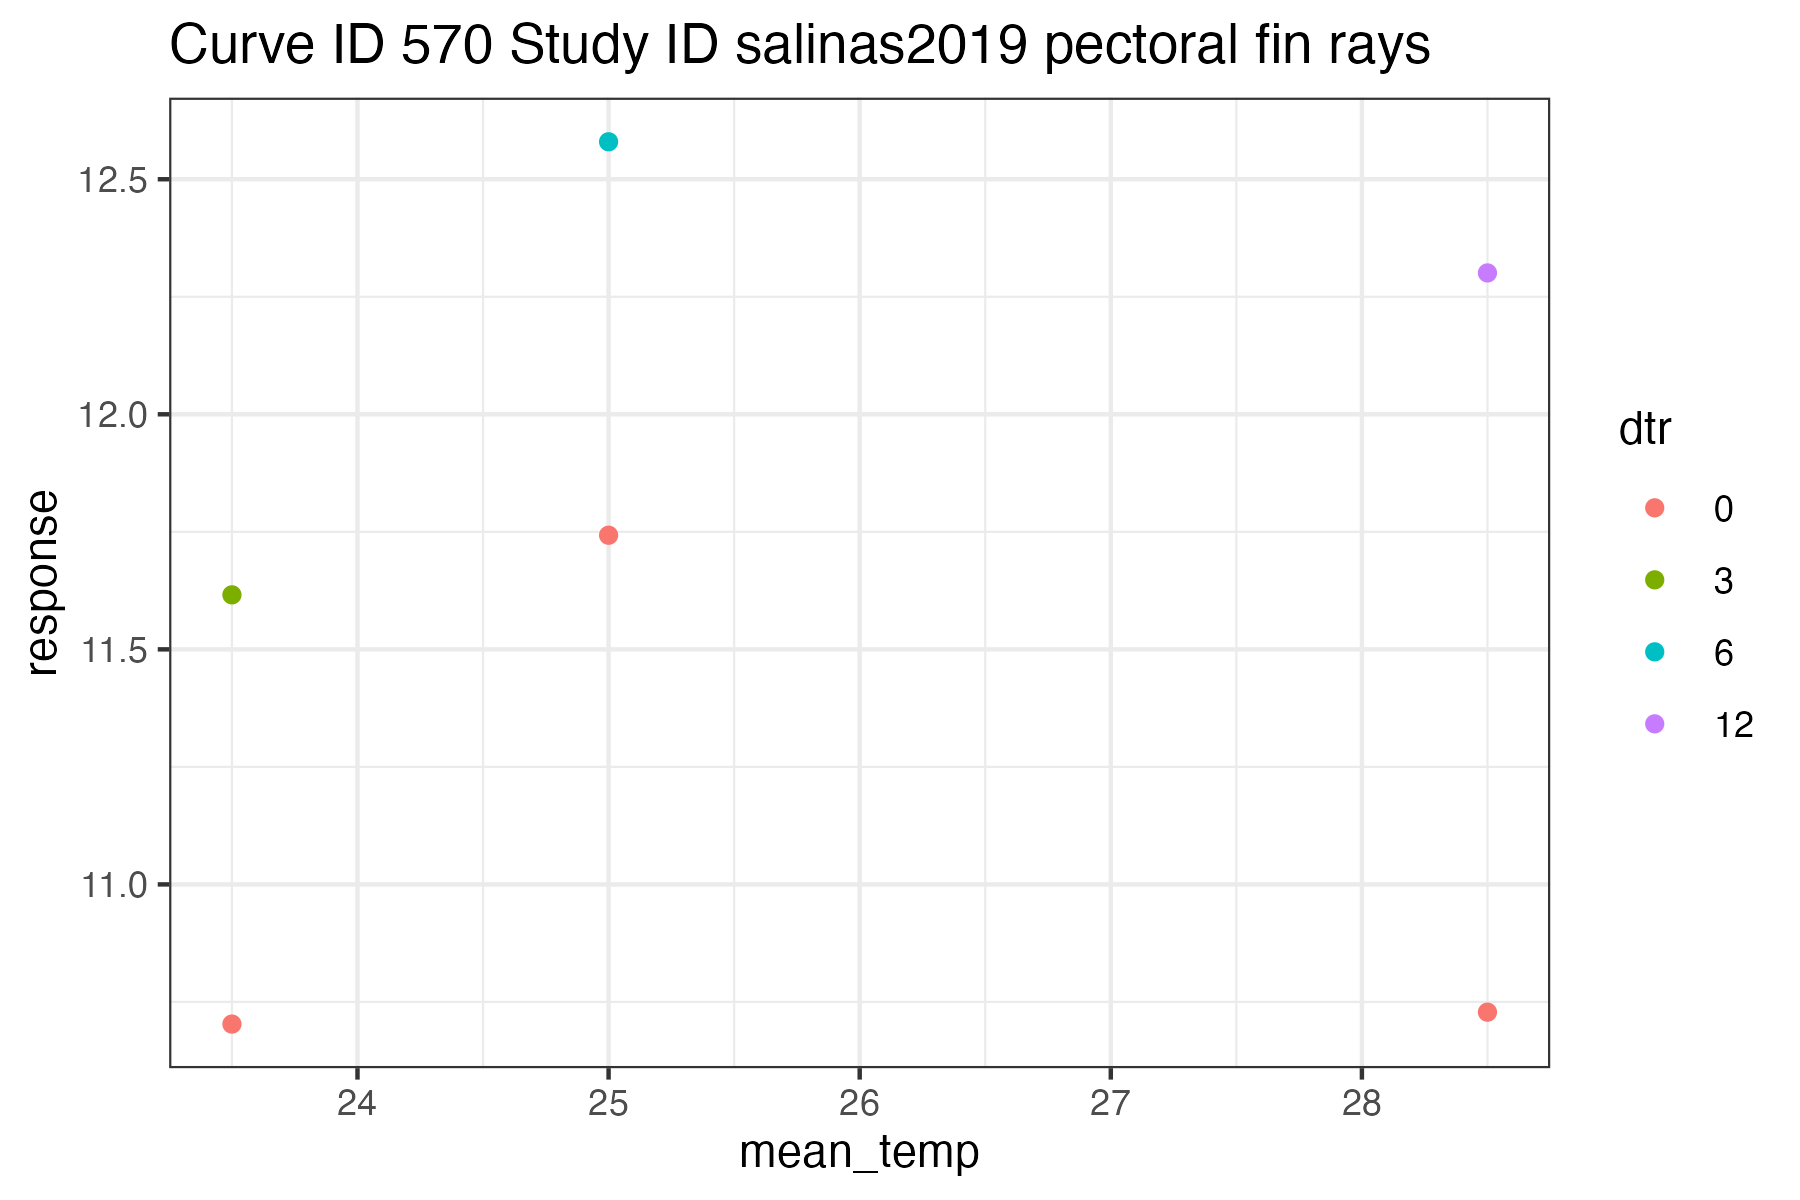 Curve ID 570 Study ID salinas2019 pectoral fin rays
response
12.5
12.0
11.5
11.0
24 25 26 27 28
mean_temp
dtr
0
3
6
12